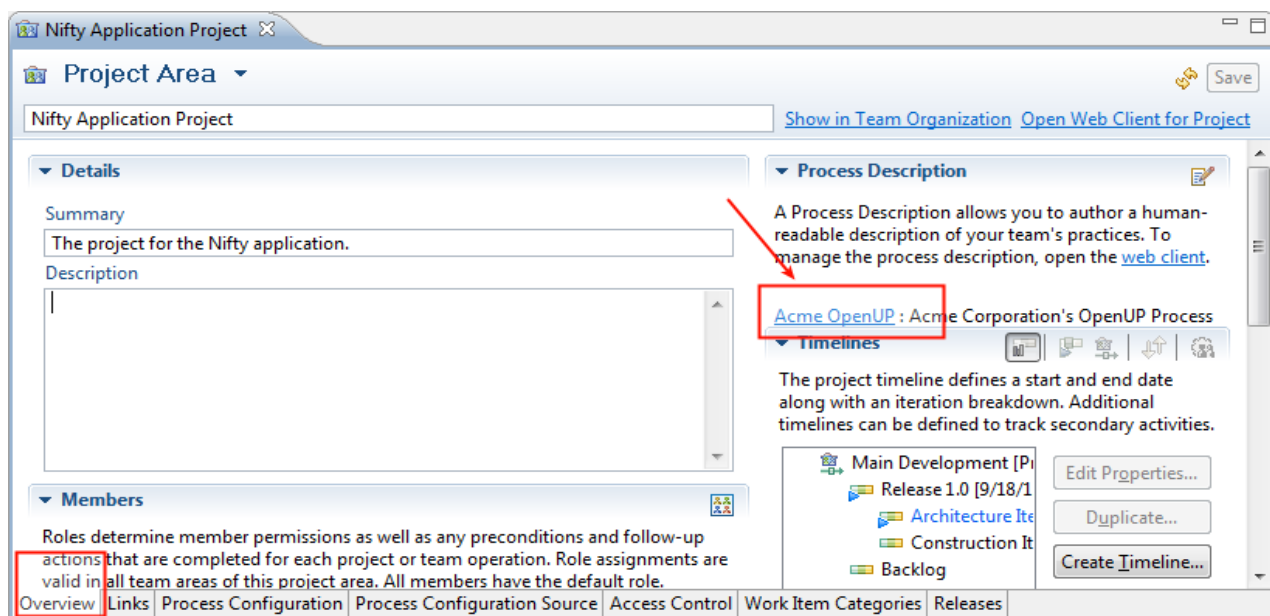 Nifty Application Project
Project Area
Save
Nifty Application Project
Show in Team Organization Open Web Client for Project
Details
Summary
The project for the Nifty application.
Description
Members
Roles determine member permissions as well as any preconditions and follow-up
actions that are completed for each project or team operation. Role assignments are
valid in all team areas of this project area. All members have the default role.
Process Description
A Process Description allows you to author a human-
readable description of your team's practices. To
manage the process description, open the web client.
Acme OpenUP : Acme Corporation's OpenUP Process
Timelines
The project timeline defines a start and end date
along with an iteration breakdown. Additional
timelines can be defined to track secondary activities.
Main Development [P
Release 1.0 [9/18/1
Architecture Ite
Construction It
Backlog
Edit Properties...
Duplicate...
Create Timeline...
Overview Links Process Configuration Process Configuration Source Access Control Work Item Categories Releases